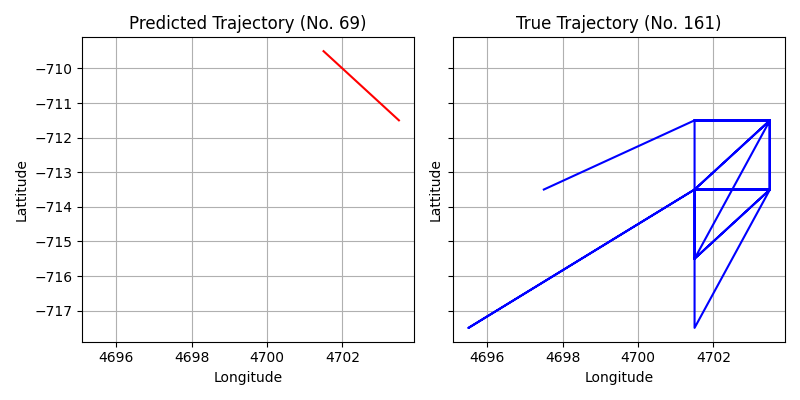 Predicted Trajectory (No. 69)
True Trajectory (No. 161)
Lattitude
−710
−711
−712
−713
−714
−715
−716
−717
4696 4698 4700 4702
Longitude
Lattitude
4696 4698 4700 4702
Longitude